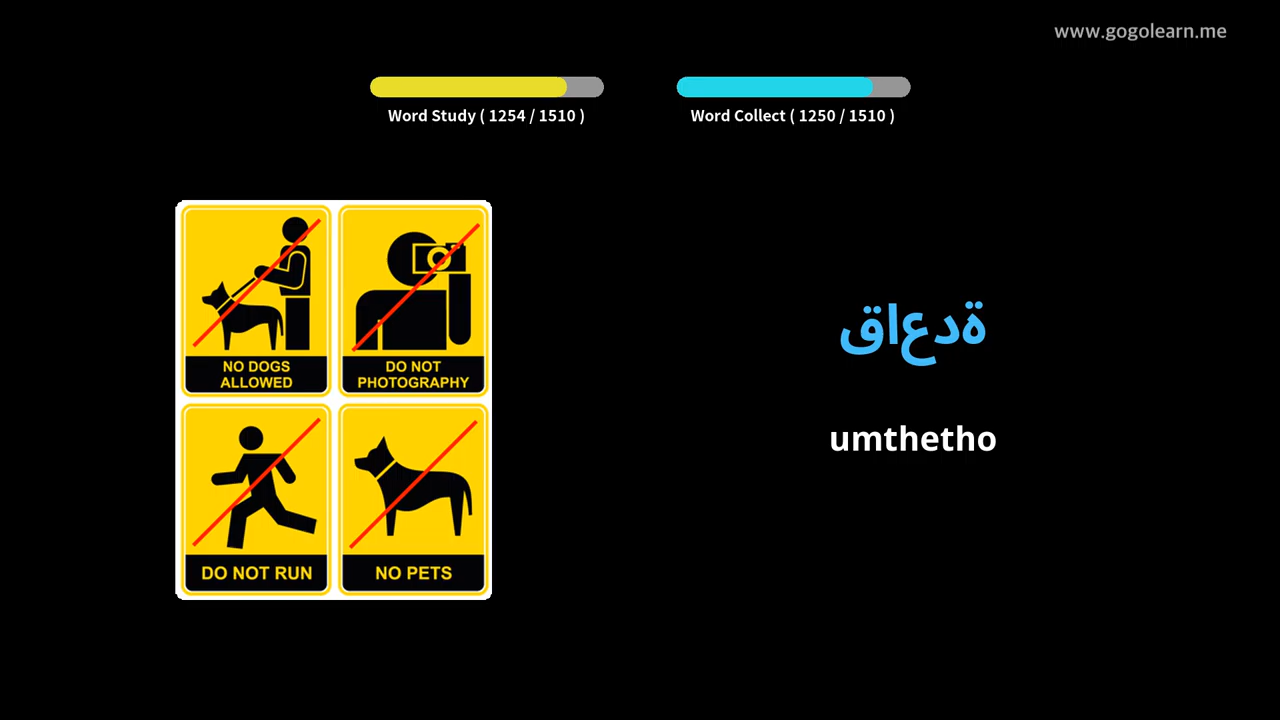 www.gogolearn.me
Word Study ( 1254 / 1510 )
Word Collect ( 1250 / 1510 )
NO DOGS
ALLOWED
DO NOT
PHOTOGRAPHY
DO NOT RUN
NO PETS
قاعدة
umthetho